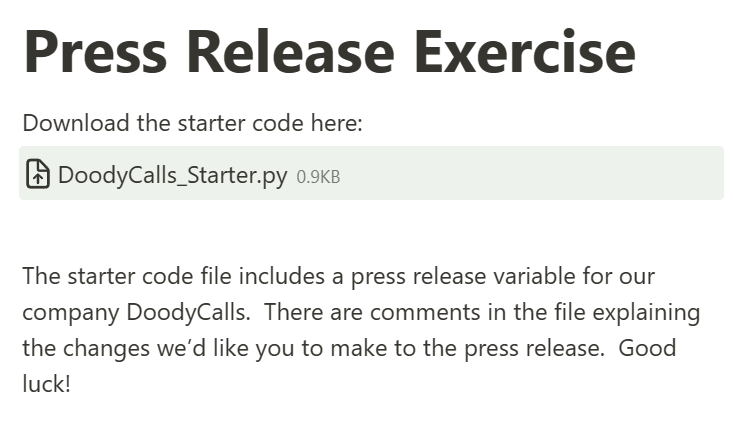 Press Release Exercise
Download the starter code here:
DoodyCalls_Starter.py 0.9KB
The starter code file includes a press release variable for our
company DoodyCalls.  There are comments in the file explaining
the changes we’d like you to make to the press release.  Good
luck!